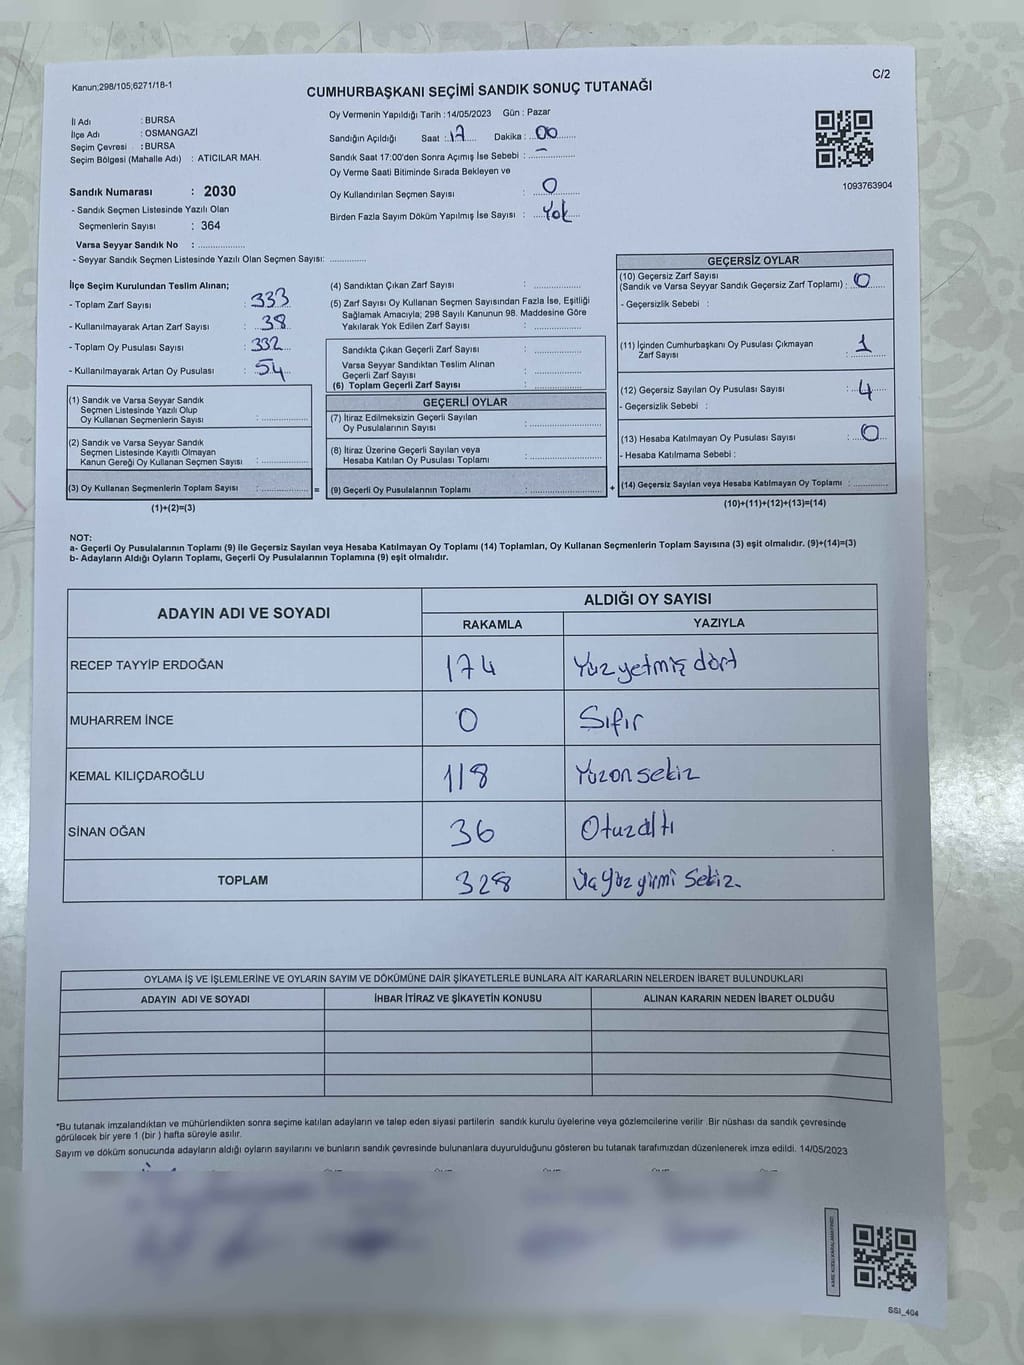 Kanun;298/105;6271/18-1
C/2
CUMHURBAŞKANI SEÇİMİ SANDIK SONUÇ TUTANAĞI
İl Adı : BURSA
İlçe Adı : OSMANGAZİ
Seçim Çevresi : BURSA
Seçim Bölgesi (Mahalle Adı) : ATICILAR MAH.
Sandık Numarası : 2030
- Sandık Seçmen Listesinde Yazılı Olan
Seçmenlerin Sayısı : 364
Varsa Seyyar Sandık No : ..............
- Seyyar Sandık Seçmen Listesinde Yazılı Olan Seçmen Sayısı: ............
Oy Vermenin Yapıldığı Tarih :14/05/2023 Gün : Pazar
Sandığın Açıldığı Saat : 17 Dakika : 00
Sandık Saat 17:00'den Sonra Açımış İse Sebebi : –
Oy Verme Saati Bitiminde Sırada Bekleyen ve
Oy Kullandırılan Seçmen Sayısı : 0
Birden Fazla Sayım Döküm Yapılmış İse Sayısı : Yok
1093763904
İlçe Seçim Kurulundan Teslim Alınan;
- Toplam Zarf Sayısı : 333
- Kullanılmayarak Artan Zarf Sayısı : 38
- Toplam Oy Pusulası Sayısı : 332
- Kullanılmayarak Artan Oy Pusulası : 54
(1) Sandık ve Varsa Seyyar Sandık
Seçmen Listesinde Yazılı Olup
Oy Kullanan Seçmenlerin Sayısı : ..............
(2) Sandık ve Varsa Seyyar Sandık
Seçmen Listesinde Kayıtlı Olmayan
Kanun Gereği Oy Kullanan Seçmen Sayısı : ..............
(3) Oy Kullanan Seçmenlerin Toplam Sayısı : ..............
(1)+(2)=(3)
=
(4) Sandıktan Çıkan Zarf Sayısı : ..............
(5) Zarf Sayısı Oy Kullanan Seçmen Sayısından Fazla İse, Eşitliği
Sağlamak Amacıyla; 298 Sayılı Kanunun 98. Maddesine Göre
Yakılarak Yok Edilen Zarf Sayısı : ..............
Sandıkta Çıkan Geçerli Zarf Sayısı : ..............
Varsa Seyyar Sandıktan Teslim Alınan
Geçerli Zarf Sayısı : ..............
(6) Toplam Geçerli Zarf Sayısı : ..............
GEÇERLİ OYLAR
(7) İtiraz Edilmeksizin Geçerli Sayılan
Oy Pusulalarının Sayısı : ..............
(8) İtiraz Üzerine Geçerli Sayılan veya
Hesaba Katılan Oy Pusulası Toplamı : ..............
(9) Geçerli Oy Pusulalarının Toplamı : ..............
+
GEÇERSİZ OYLAR
(10) Geçersiz Zarf Sayısı
(Sandık ve Varsa Seyyar Sandık Geçersiz Zarf Toplamı) : 0
- Geçersizlik Sebebi :
(11) İçinden Cumhurbaşkanı Oy Pusulası Çıkmayan
Zarf Sayısı : 1
(12) Geçersiz Sayılan Oy Pusulası Sayısı : 4
- Geçersizlik Sebebi :
(13) Hesaba Katılmayan Oy Pusulası Sayısı : 0
- Hesaba Katılmama Sebebi :
(14) Geçersiz Sayılan veya Hesaba Katılmayan Oy Toplamı : ..............
(10)+(11)+(12)+(13)=(14)
NOT:
a- Geçerli Oy Pusulalarının Toplamı (9) ile Geçersiz Sayılan veya Hesaba Katılmayan Oy Toplamı (14) Toplamları, Oy Kullanan Seçmenlerin Toplam Sayısına (3) eşit olmalıdır. (9)+(14)=(3)
b- Adayların Aldığı Oyların Toplamı, Geçerli Oy Pusulalarının Toplamına (9) eşit olmalıdır.
ADAYIN ADI VE SOYADI
ALDIĞI OY SAYISI
RAKAMLA YAZIYLA
RECEP TAYYİP ERDOĞAN 174 Yüzyetmiş dört
MUHARREM İNCE 0 Sıfır
KEMAL KILIÇDAROĞLU 118 Yüzonsekiz
SİNAN OĞAN 36 Otuzaltı
TOPLAM 328 Üçyüz yirmi Sekiz.
OYLAMA İŞ VE İŞLEMLERİNE VE OYLARIN SAYIM VE DÖKÜMÜNE DAİR ŞİKAYETLERLE BUNLARA AİT KARARLARIN NELERDEN İBARET BULUNDUKLARI
ADAYIN ADI VE SOYADI İHBAR İTİRAZ VE ŞİKAYETİN KONUSU ALINAN KARARIN NEDEN İBARET OLDUĞU
*Bu tutanak imzalandıktan ve mühürlendikten sonra seçime katılan adayların ve talep eden siyasi partilerin sandık kurulu üyelerine veya gözlemcilerine verilir .Bir nüshası da sandık çevresinde
görülecek bir yere 1 (bir ) hafta süreyle asılır.
Sayım ve döküm sonucunda adayların aldığı oyların sayılarını ve bunların sandık çevresinde bulunanlara duyurulduğunu gösteren bu tutanak tarafımızdan düzenlenerek imza edildi. 14/05/2023
SSI_404